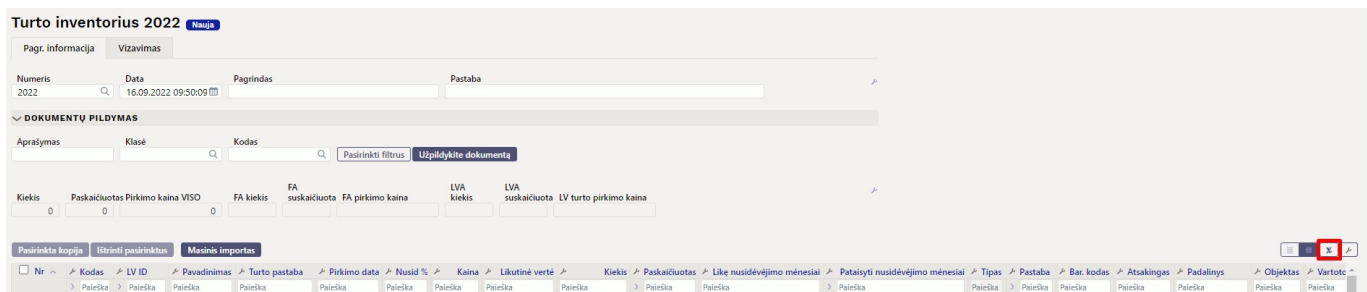 Turto inventorius 2022 Nauja
Pagr. informacija Vizavimas
Numeris Data Pagrindas Pastaba
2022 16.09.2022 09:50:09
DOKUMENTŲ PILDYMAS
Aprašymas Klasė Kodas
Pasirinkti filtrus Užpildykite dokumentą
Kiekis Paskaičiuotas Pirkimo kaina VISO FA kiekis FA suskaičiuota FA pirkimo kaina LVA kiekis LVA suskaičiuota LV turto pirkimo kaina
0 0 0
Pasirinkta kopija Ištrinti pasirinktus Masinis importas
Nr Kodas LV ID Pavadinimas Turto pastaba Pirkimo data Nusid % Kaina Likutinė vertė Kiekis Paskaičiuotas Likę nusidėvėjimo mėnesiai Pataisyti nusidėvėjimo mėnesiai Tipas Pastaba Bar. kodas Atsakingas Padalinys Objektas Vartoto
Paieška Paieška Paieška Paieška Paieška Paieška Paieška Paieška Paieška Paieška Paieška Paieška Paieška Paieška Paieška Paieška Paieška Paieška Paieška